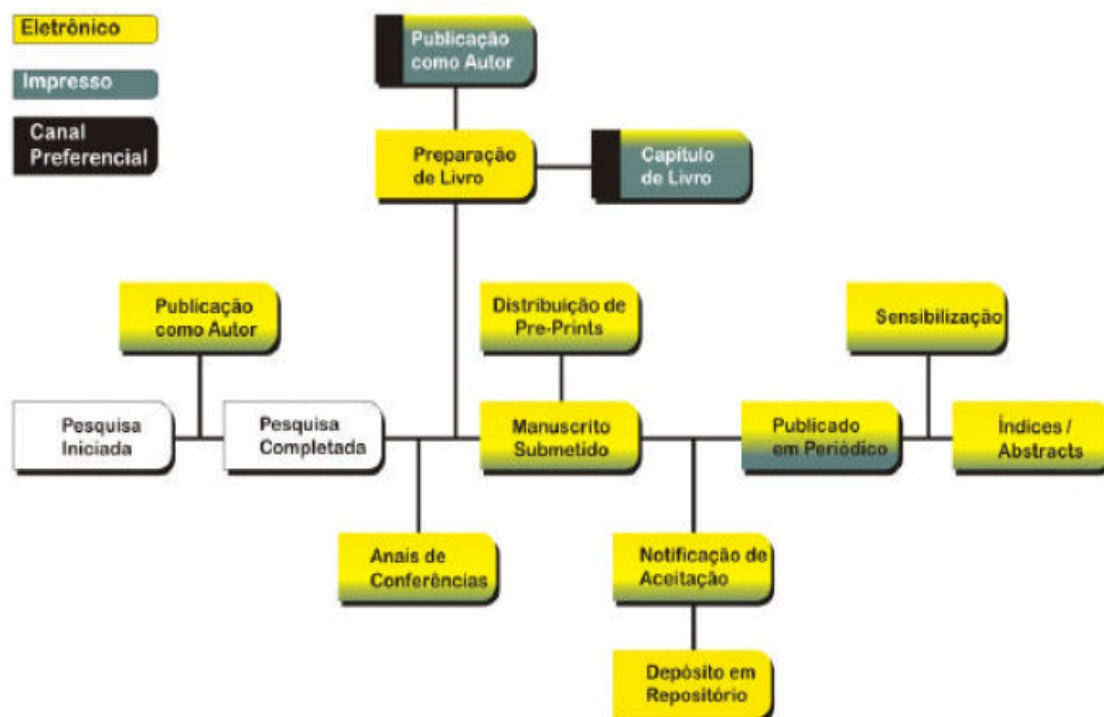 Eletrônico
Impresso
Canal
Preferencial
Publicação
como Autor
Preparação
de Livro
Capítulo
de Livro
Publicação
como Autor
Distribuição de
Pre-Prints
Sensibilização
Pesquisa
Iniciada
Pesquisa
Completada
Manuscrito
Submetido
Publicado
em Periódico
Índices /
Abstracts
Anais de
Conferências
Notificação de
Aceitação
Depósito em
Repositório